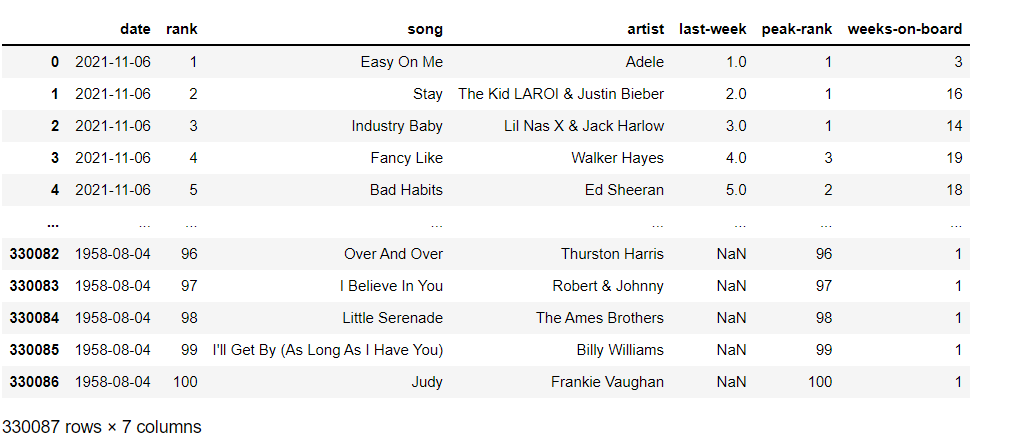 date rank song artist last-week peak-rank weeks-on-board
0 2021-11-06 1 Easy On Me Adele 1.0 1 3
1 2021-11-06 2 Stay The Kid LAROI & Justin Bieber 2.0 1 16
2 2021-11-06 3 Industry Baby Lil Nas X & Jack Harlow 3.0 1 14
3 2021-11-06 4 Fancy Like Walker Hayes 4.0 3 19
4 2021-11-06 5 Bad Habits Ed Sheeran 5.0 2 18
... ... ... ... ... ... ... ...
330082 1958-08-04 96 Over And Over Thurston Harris NaN 96 1
330083 1958-08-04 97 I Believe In You Robert & Johnny NaN 97 1
330084 1958-08-04 98 Little Serenade The Ames Brothers NaN 98 1
330085 1958-08-04 99 I'll Get By (As Long As I Have You) Billy Williams NaN 99 1
330086 1958-08-04 100 Judy Frankie Vaughan NaN 100 1
330087 rows × 7 columns